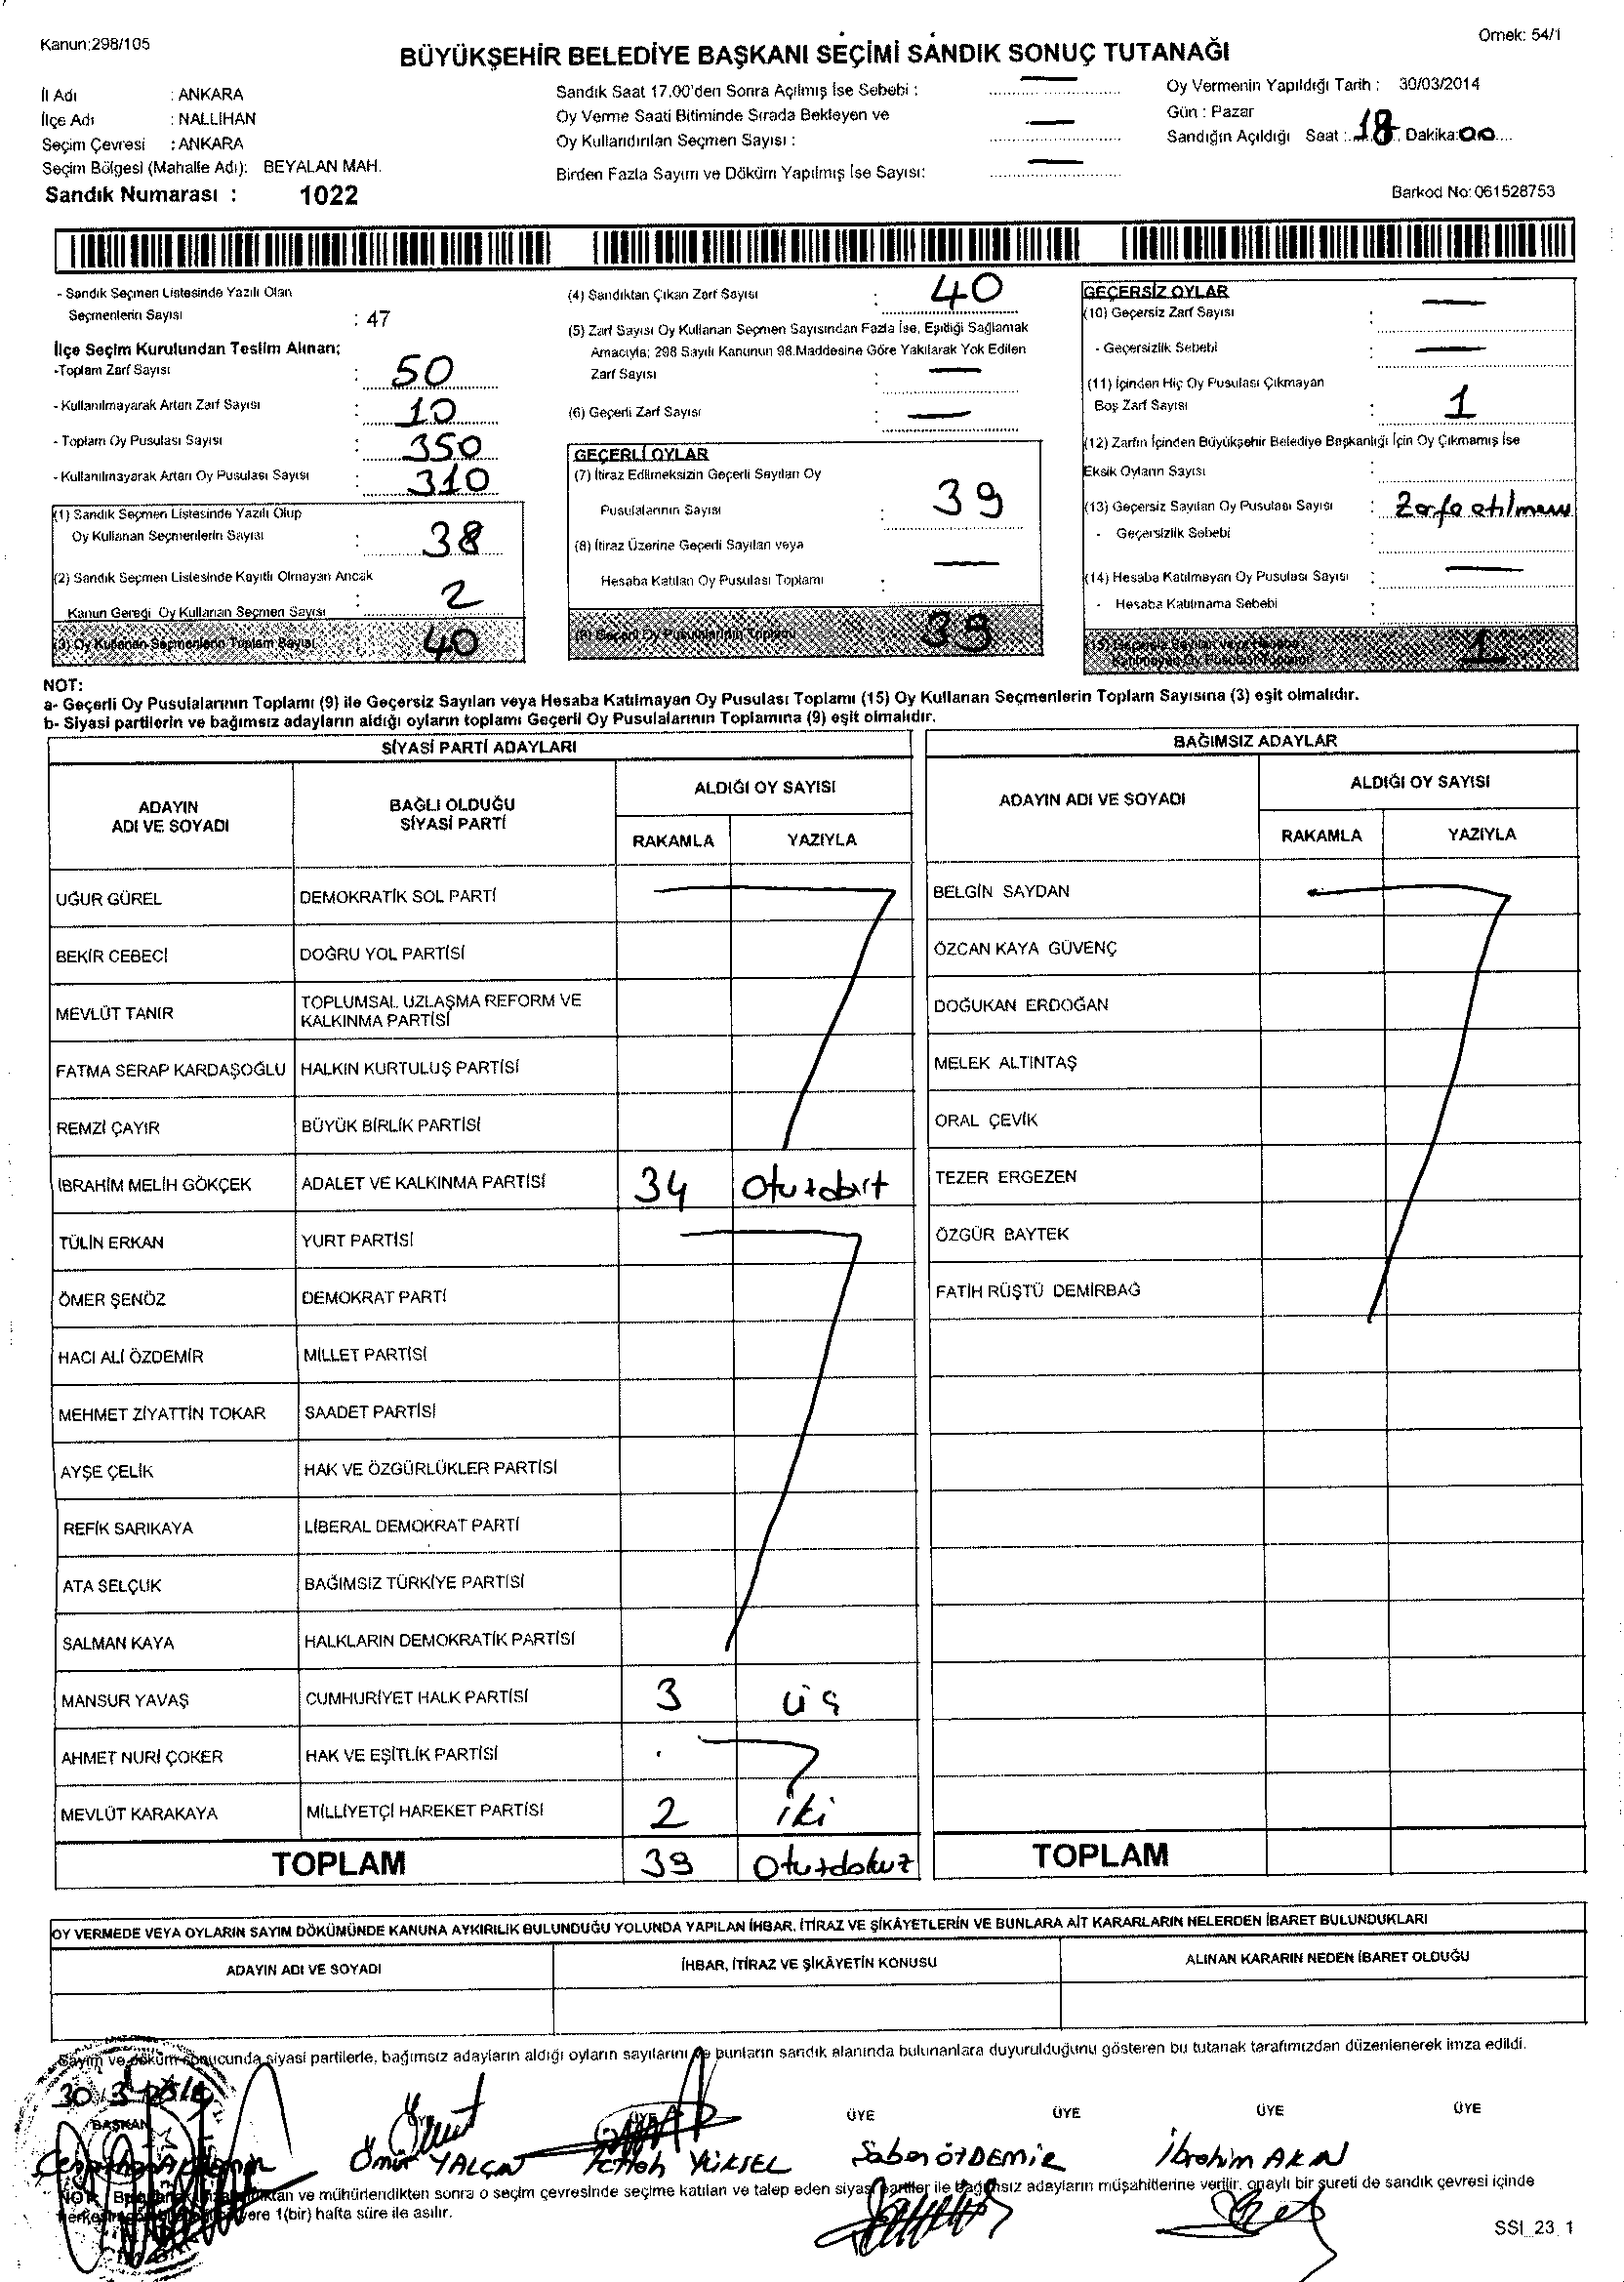 Kanun:298/105
Örnek: 54/1
BÜYÜKŞEHİR BELEDİYE BAŞKANI SEÇİMİ SANDIK SONUÇ TUTANAĞI
İl Adı : ANKARA
İlçe Adı : NALLIHAN
Seçim Çevresi : ANKARA
Seçim Bölgesi (Mahalle Adı): BEYALAN MAH.
Sandık Numarası : 1022
Sandık Saat 17.00'den Sonra Açılmış İse Sebebi : —
Oy Verme Saati Bitiminde Sırada Bekleyen ve
Oy Kullandırılan Seçmen Sayısı : —
Birden Fazla Sayım ve Döküm Yapılmış İse Sayısı: —
Oy Vermenin Yapıldığı Tarih : 30/03/2014
Gün : Pazar
Sandığın Açıldığı Saat : 18 Dakika: 00
Barkod No: 061528753
- Sandık Seçmen Listesinde Yazılı Olan
Seçmenlerin Sayısı : 47
İlçe Seçim Kurulundan Teslim Alınan;
-Toplam Zarf Sayısı : 50
- Kullanılmayarak Artan Zarf Sayısı : 10
- Toplam Oy Pusulası Sayısı : 350
- Kullanılmayarak Artan Oy Pusulası Sayısı : 310
(1) Sandık Seçmen Listesinde Yazılı Olup
Oy Kullanan Seçmenlerin Sayısı : 38
(2) Sandık Seçmen Listesinde Kayıtlı Olmayan Ancak
Kanun Gereği Oy Kullanan Seçmen Sayısı : 2
(3) Oy Kullanan Seçmenlerin Toplam Sayısı 40
(4) Sandıktan Çıkan Zarf Sayısı : 40
(5) Zarf Sayısı Oy Kullanan Seçmen Sayısından Fazla İse, Eşitliği Sağlamak
Amacıyla; 298 Sayılı Kanunun 98.Maddesine Göre Yakılarak Yok Edilen
Zarf Sayısı : —
(6) Geçerli Zarf Sayısı : —
GEÇERLİ OYLAR
(7) İtiraz Edilmeksizin Geçerli Sayılan Oy
Pusulalarının Sayısı : 39
(8) İtiraz Üzerine Geçerli Sayılan veya
Hesaba Katılan Oy Pusulası Toplamı : —
(9) Geçerli Oy Pusulalarının Toplamı 39
GEÇERSİZ OYLAR
(10) Geçersiz Zarf Sayısı : —
- Geçersizlik Sebebi : —
(11) İçinden Hiç Oy Pusulası Çıkmayan
Boş Zarf Sayısı : 1
(12) Zarfın İçinden Büyükşehir Belediye Başkanlığı İçin Oy Çıkmamış İse
Eksik Oyların Sayısı :
(13) Geçersiz Sayılan Oy Pusulası Sayısı : Zarfa atılması
- Geçersizlik Sebebi :
(14) Hesaba Katılmayan Oy Pusulası Sayısı : —
- Hesaba Katılmama Sebebi :
(15) Geçersiz Sayılan veya Hesaba
Katılmayan Oy Pusulası Toplamı 1
NOT:
a- Geçerli Oy Pusulalarının Toplamı (9) ile Geçersiz Sayılan veya Hesaba Katılmayan Oy Pusulası Toplamı (15) Oy Kullanan Seçmenlerin Toplam Sayısına (3) eşit olmalıdır.
b- Siyasi partilerin ve bağımsız adayların aldığı oyların toplamı Geçerli Oy Pusulalarının Toplamına (9) eşit olmalıdır.
SİYASİ PARTİ ADAYLARI
ADAYIN ADI VE SOYADI BAĞLI OLDUĞU SİYASİ PARTİ ALDIĞI OY SAYISI
RAKAMLA YAZIYLA
UĞUR GÜREL DEMOKRATİK SOL PARTİ —
BEKİR CEBECİ DOĞRU YOL PARTİSİ
MEVLÜT TANIR TOPLUMSAL UZLAŞMA REFORM VE KALKINMA PARTİSİ
FATMA SERAP KARDAŞOĞLU HALKIN KURTULUŞ PARTİSİ
REMZİ ÇAYIR BÜYÜK BİRLİK PARTİSİ
İBRAHİM MELİH GÖKÇEK ADALET VE KALKINMA PARTİSİ 34 Otuzdört
TÜLİN ERKAN YURT PARTİSİ —
ÖMER ŞENÖZ DEMOKRAT PARTİ
HACI ALİ ÖZDEMİR MİLLET PARTİSİ
MEHMET ZİYATTİN TOKAR SAADET PARTİSİ
AYŞE ÇELİK HAK VE ÖZGÜRLÜKLER PARTİSİ
REFİK SARIKAYA LİBERAL DEMOKRAT PARTİ
ATA SELÇUK BAĞIMSIZ TÜRKİYE PARTİSİ
SALMAN KAYA HALKLARIN DEMOKRATİK PARTİSİ
MANSUR YAVAŞ CUMHURİYET HALK PARTİSİ 3 üç
AHMET NURİ ÇOKER HAK VE EŞİTLİK PARTİSİ
MEVLÜT KARAKAYA MİLLİYETÇİ HAREKET PARTİSİ 2 iki
TOPLAM 39 Otuzdokuz
BAĞIMSIZ ADAYLAR
ADAYIN ADI VE SOYADI ALDIĞI OY SAYISI
RAKAMLA YAZIYLA
BELGİN SAYDAN —
ÖZCAN KAYA GÜVENÇ
DOĞUKAN ERDOĞAN
MELEK ALTINTAŞ
ORAL ÇEVİK
TEZER ERGEZEN
ÖZGÜR BAYTEK
FATİH RÜŞTÜ DEMİRBAĞ
TOPLAM
OY VERMEDE VEYA OYLARIN SAYIM DÖKÜMÜNDE KANUNA AYKIRILIK BULUNDUĞU YOLUNDA YAPILAN İHBAR, İTİRAZ VE ŞİKÂYETLERİN VE BUNLARA AİT KARARLARIN NELERDEN İBARET BULUNDUKLARI
ADAYIN ADI VE SOYADI İHBAR, İTİRAZ VE ŞİKÂYETİN KONUSU ALINAN KARARIN NEDEN İBARET OLDUĞU
Sayım ve döküm sonucunda siyasi partilerle, bağımsız adayların aldığı oyların sayılarını ve bunların sandık alanında bulunanlara duyurulduğunu gösteren bu tutanak tarafımızdan düzenlenerek imza edildi.
30.3.2014
BAŞKAN ÜYE ÜYE ÜYE ÜYE ÜYE
Ömür YALÇIN Fettah YÜKSEL Saber ÖZDEMİR İbrahim AKIN
NOT: ve mühürlendikten sonra o seçim çevresinde seçime katılan ve talep eden siyasi partiler ile bağımsız adayların müşahitlerine verilir, onaylı bir sureti de sandık çevresi içinde
1(bir) hafta süre ile asılır.
SSI_23_1